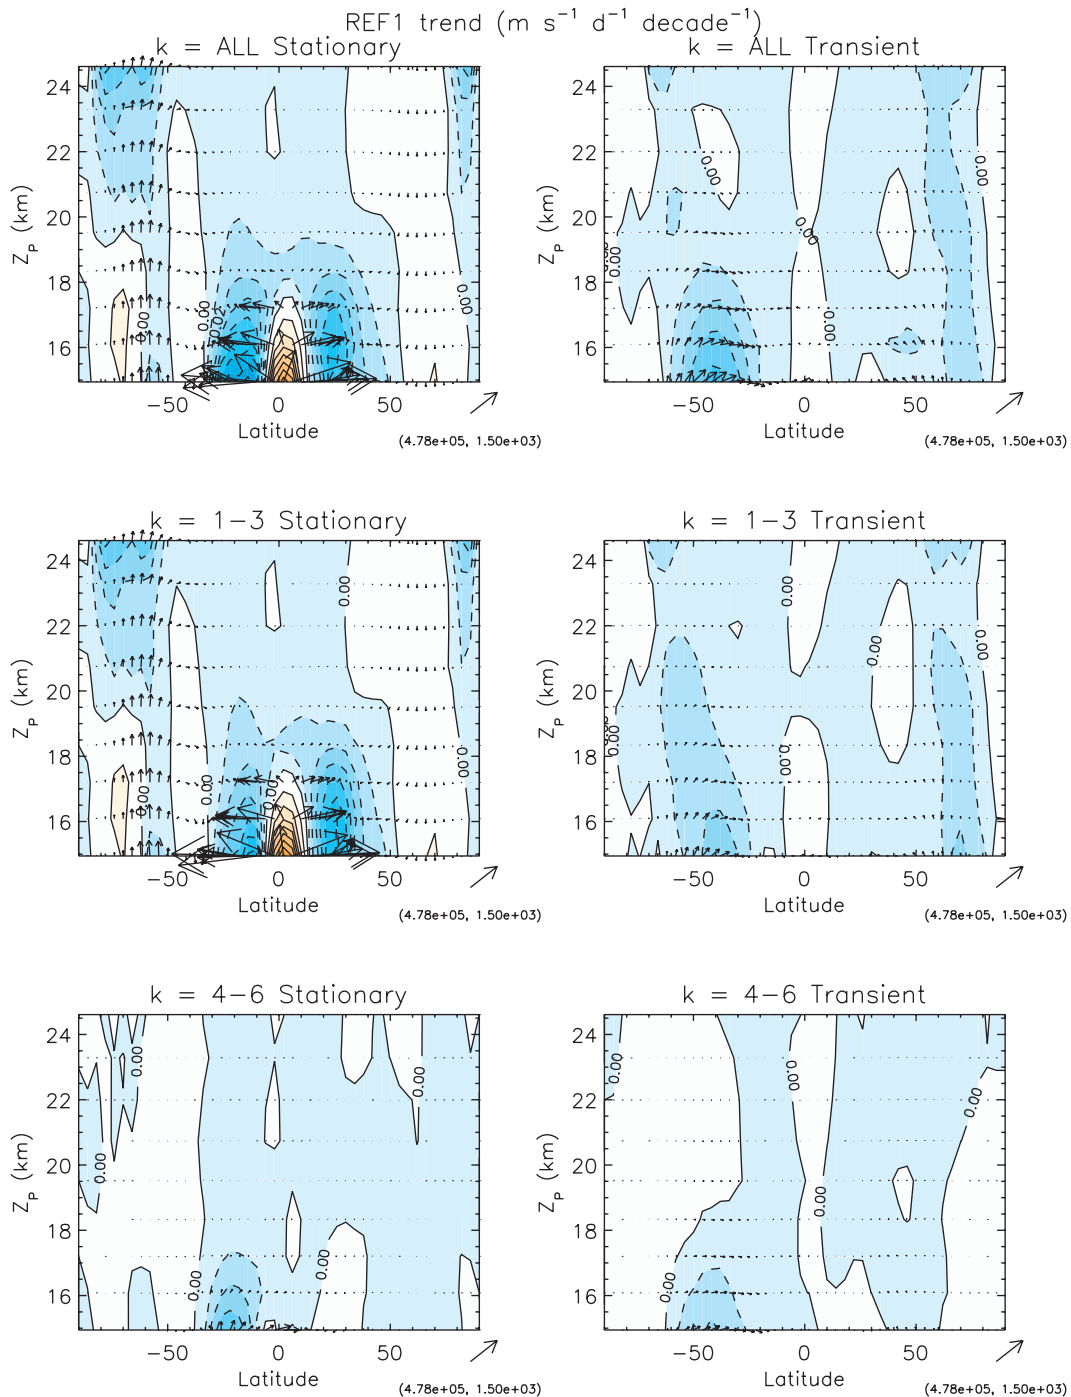 REF1 trend (m s⁻¹ d⁻¹ decade⁻¹)
k = ALL Stationary
k = ALL Transient
24
22
20
18
16
Z_P (km)
0.00
0.00
-0.02
0.00
−50 0 50
Latitude
(4.78e+05, 1.50e+03)
24
22
20
18
16
Z_P (km)
0.00
0.00
0.00
0.00
0.00
−50 0 50
Latitude
(4.78e+05, 1.50e+03)
k = 1−3 Stationary
k = 1−3 Transient
24
22
20
18
16
Z_P (km)
0.00
0.00
0.00
0.00
0.00
−50 0 50
Latitude
(4.78e+05, 1.50e+03)
24
22
20
18
16
Z_P (km)
0.00
0.00
0.00
0.00
0.00
−50 0 50
Latitude
(4.78e+05, 1.50e+03)
k = 4−6 Stationary
k = 4−6 Transient
24
22
20
18
16
Z_P (km)
0.00
0.00
0.00
0.00
0.00
−50 0 50
Latitude
(4.78e+05, 1.50e+03)
24
22
20
18
16
Z_P (km)
0.00
0.00
0.00
0.00
0.00
−50 0 50
Latitude
(4.78e+05, 1.50e+03)